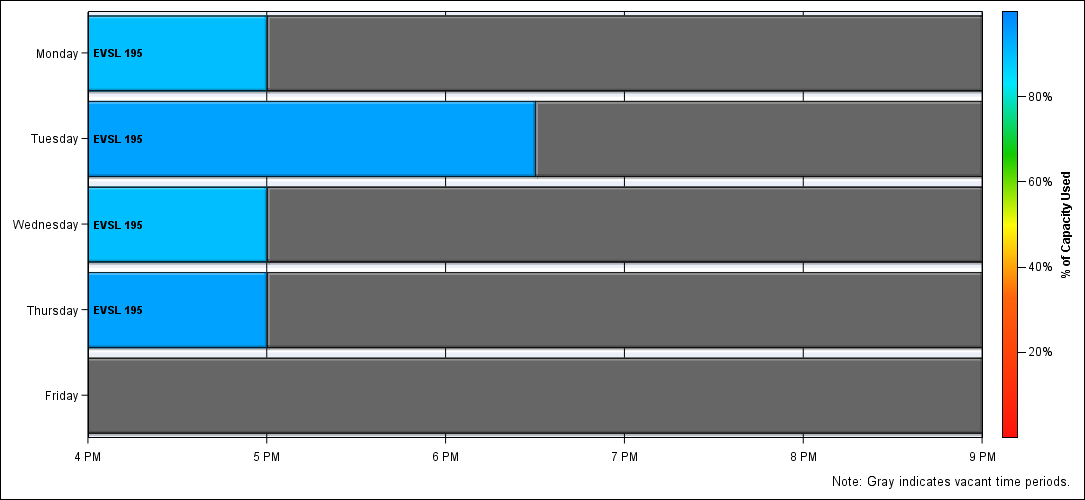 Monday
EVSL 195
Tuesday
EVSL 195
Wednesday
EVSL 195
Thursday
EVSL 195
Friday
4 PM 5 PM 6 PM 7 PM 8 PM 9 PM
80%
60%
40%
20%
% of Capacity Used
Note: Gray indicates vacant time periods.